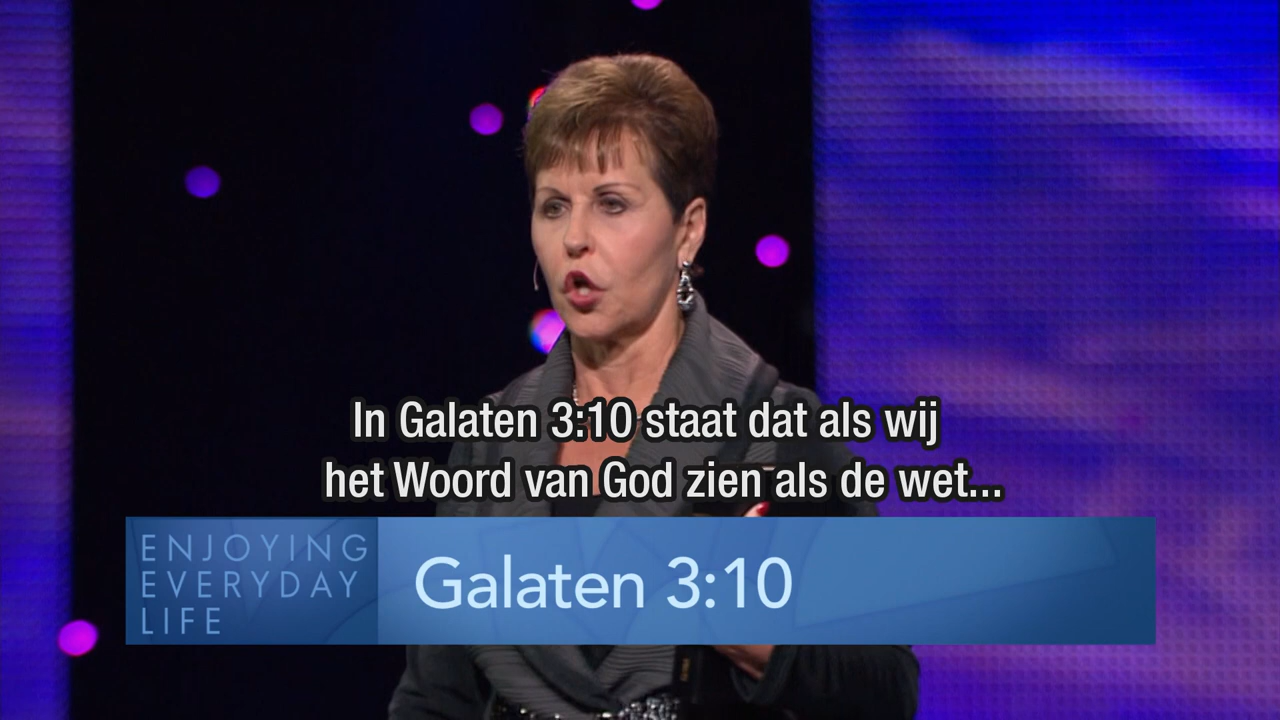 In Galaten 3:10 staat dat als wij
het Woord van God zien als de wet...
ENJOYING
EVERYDAY
LIFE
Galaten 3:10